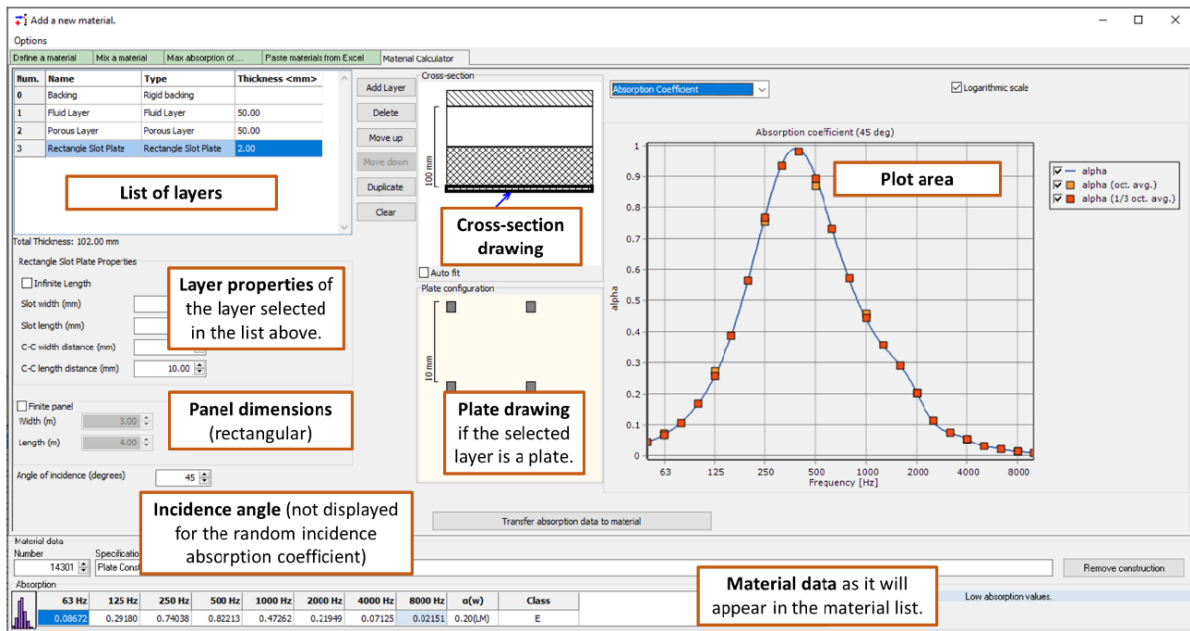 Add a new material.
Options
Define a material Mix a material Max absorption of.... Paste materials from Excel Material Calculator
Num. Name Type Thickness <mm>
0 Backing Rigid backing
1 Fluid Layer Fluid Layer 50.00
2 Porous Layer Porous Layer 50.00
3 Rectangle Slot Plate Rectangle Slot Plate 2.00
List of layers
Total Thickness: 102.00 mm
Add Layer
Delete
Move up
Move down
Duplicate
Clear
Rectangle Slot Plate Properties
Infinite Length
Slot width (mm)
Slot length (mm)
C-C width distance (mm)
C-C length distance (mm) 10.00
Layer properties of
the layer selected
in the list above.
Finite panel
Width (m) 3.00
Length (m) 4.00
Panel dimensions
(rectangular)
Angle of incidence (degrees) 45
Incidence angle (not displayed
for the random incidence
absorption coefficient)
Cross-section
100 mm
Cross-section
drawing
Auto fit
Plate configuration
10 mm
Plate drawing
if the selected
layer is a plate.
Absorption Coefficient
Logarithmic scale
Absorption coefficient (45 deg)
Plot area
alpha
alpha (oct. avg.)
alpha (1/3 oct. avg.)
1
0.9
0.8
0.7
0.6
0.5
0.4
0.3
0.2
0.1
0
alpha
63 125 250 500 1000 2000 4000 8000
Frequency [Hz]
Transfer absorption data to material
Material data
Number Specificatio
14301 Plate Const
Remove construction
Material data as it will
appear in the material list.
Low absorption values.
Absorption
63 Hz 125 Hz 250 Hz 500 Hz 1000 Hz 2000 Hz 4000 Hz 8000 Hz α(w) Class
0.08672 0.29180 0.74038 0.82213 0.47262 0.21949 0.07125 0.02151 0.20(LM) E